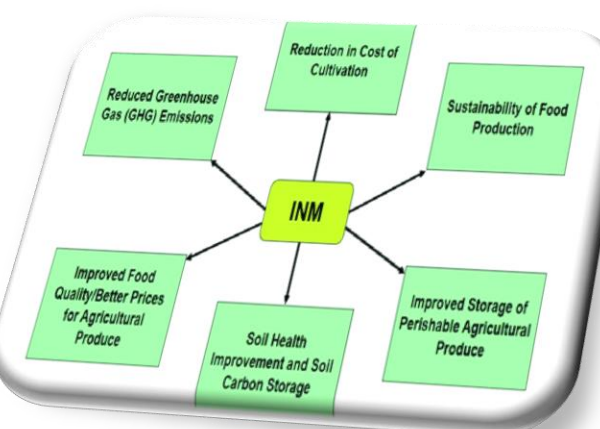 Reduction in Cost of
Cultivation
Reduced Greenhouse
Gas (GHG) Emissions
Sustainability of Food
Production
INM
Improved Food
Quality/Better Prices
for Agricultural
Produce
Soil Health
Improvement and Soil
Carbon Storage
Improved Storage of
Perishable Agricultural
Produce